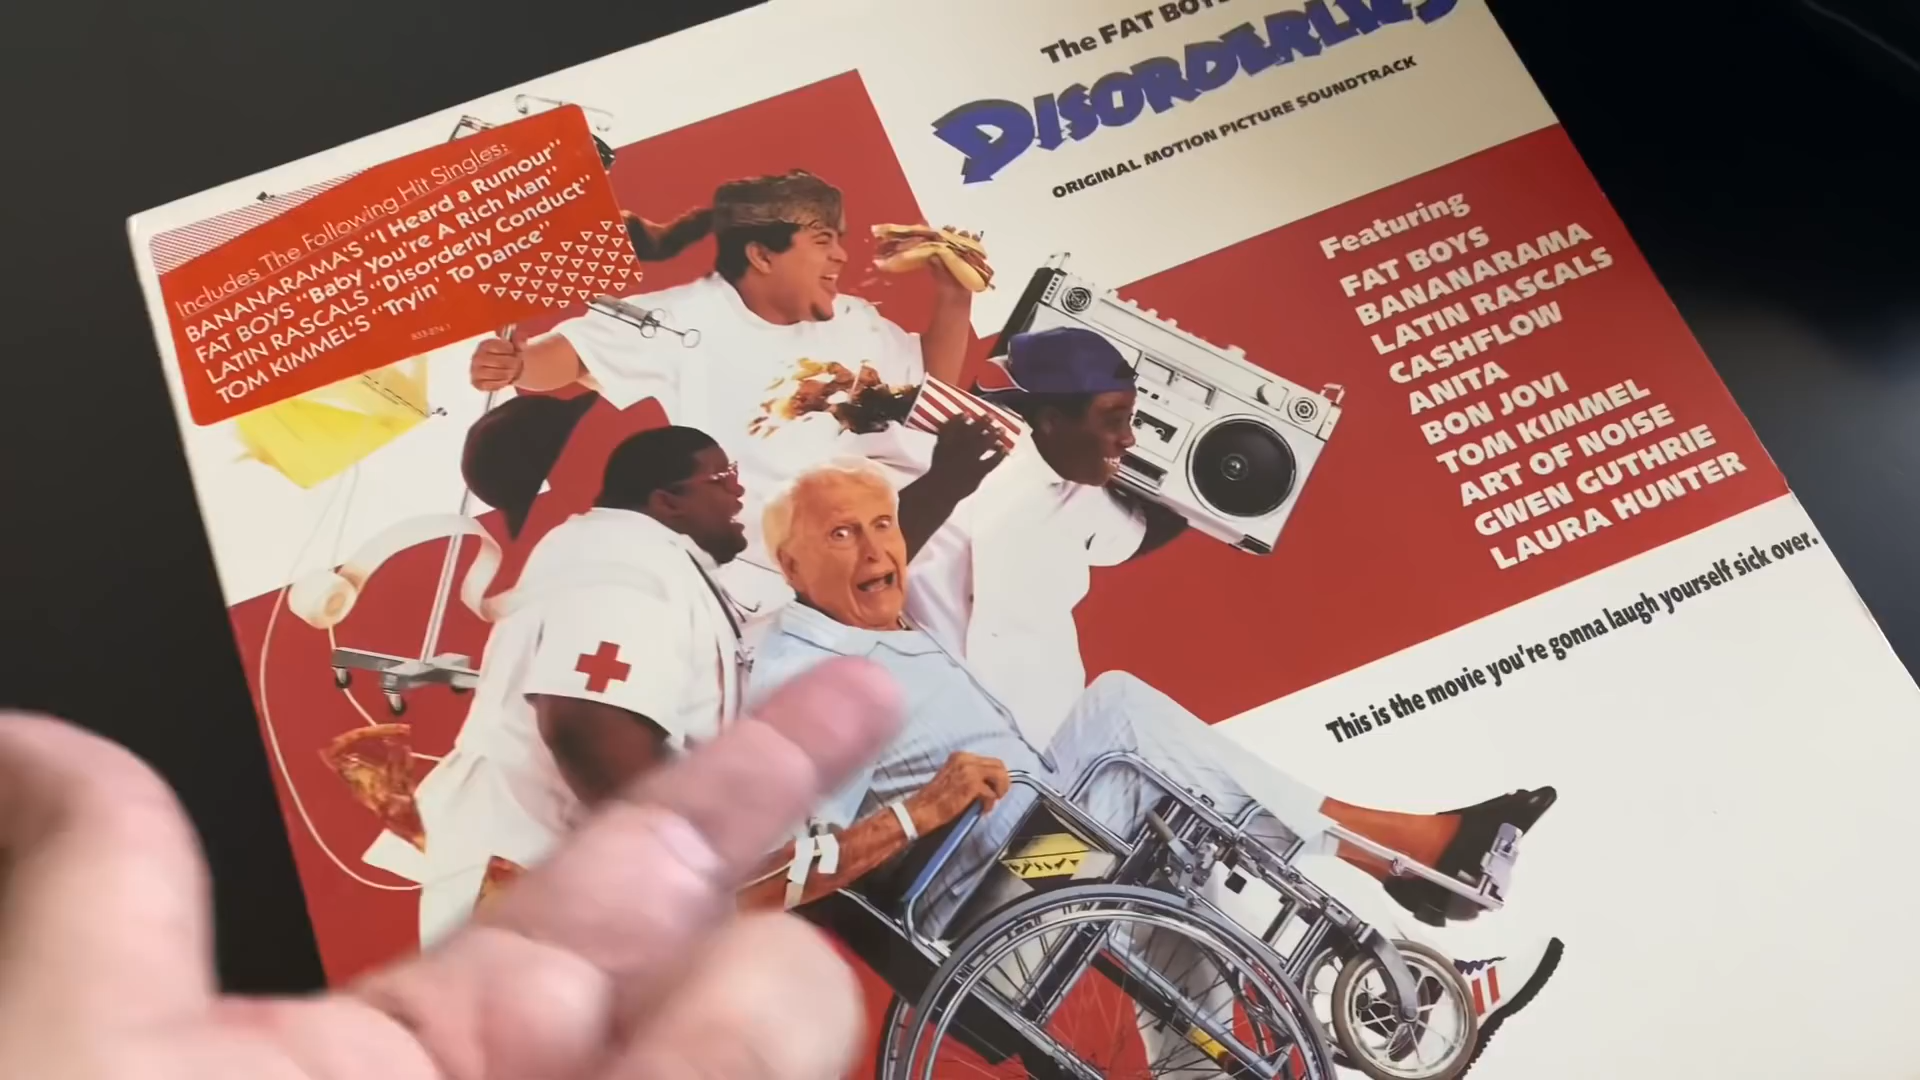 The FAT BOYS
DISORDERLIES
ORIGINAL MOTION PICTURE SOUNDTRACK
Includes The Following Hit Singles:
BANANARAMA'S "I Heard a Rumour"
FAT BOYS "Baby You're A Rich Man"
LATIN RASCALS "Disorderly Conduct"
TOM KIMMEL'S "Tryin' To Dance"
Featuring
FAT BOYS
BANANARAMA
LATIN RASCALS
CASHFLOW
ANITA
BON JOVI
TOM KIMMEL
ART OF NOISE
GWEN GUTHRIE
LAURA HUNTER
This is the movie you're gonna laugh yourself sick over.